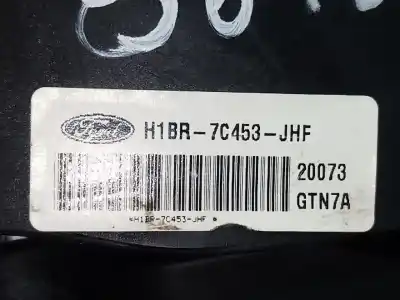 Ford H1BR-7C453-JHF
20073
GTN7A
*H1BR-7C453-JHF *